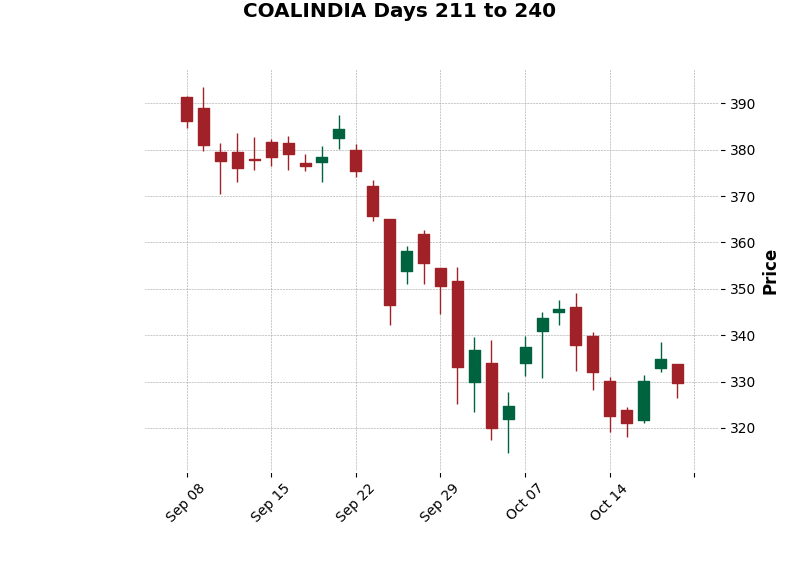 COALINDIA Days 211 to 240
390
380
370
360
350
340
330
320
Price
Sep 08
Sep 15
Sep 22
Sep 29
Oct 07
Oct 14